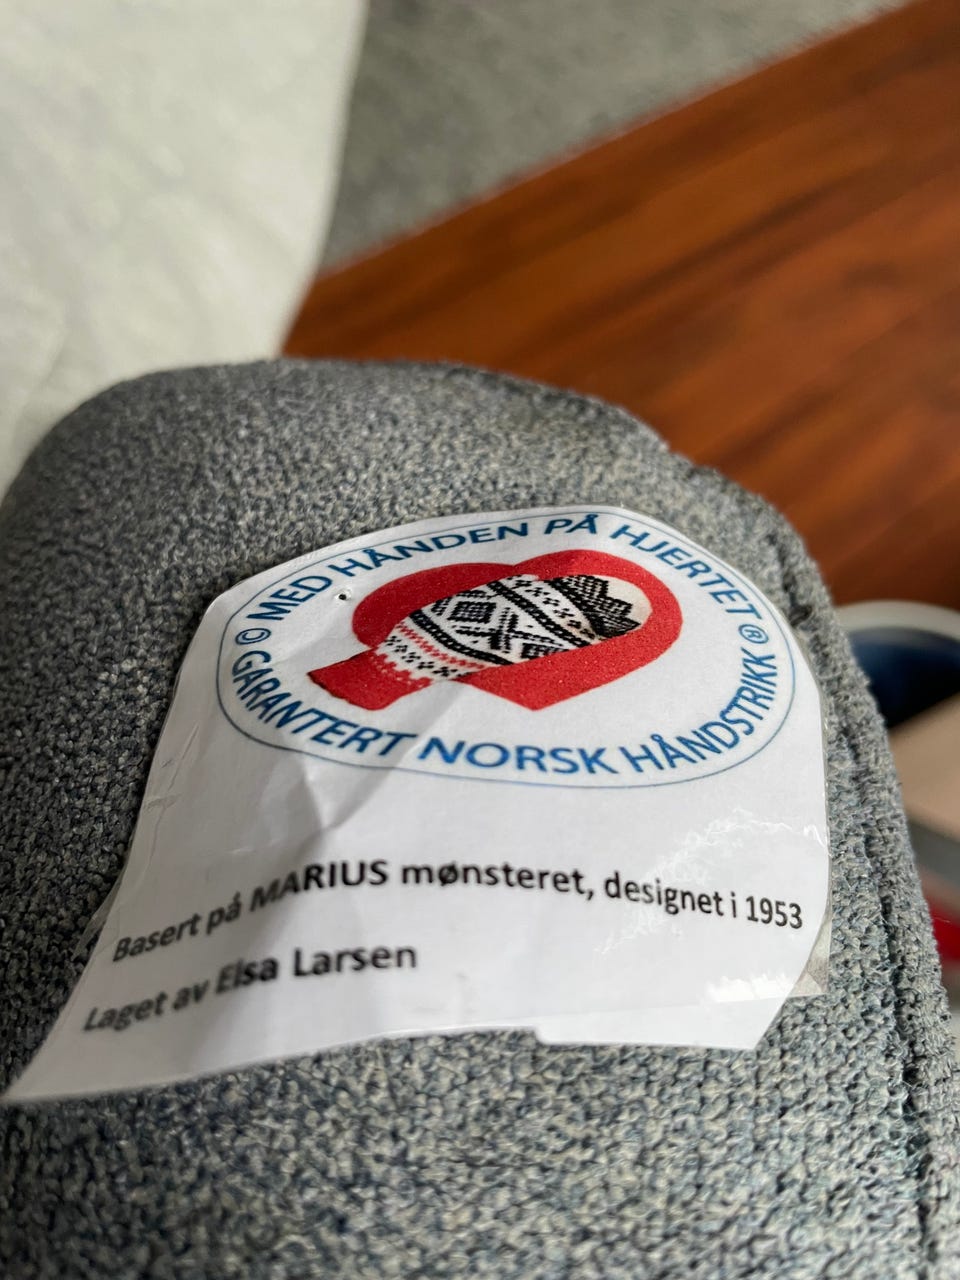 © MED HÅNDEN PÅ HJERTET ®
GARANTERT NORSK HÅNDSTRIKK
Basert på MARIUS mønsteret, designet i 1953
Laget av Elsa Larsen